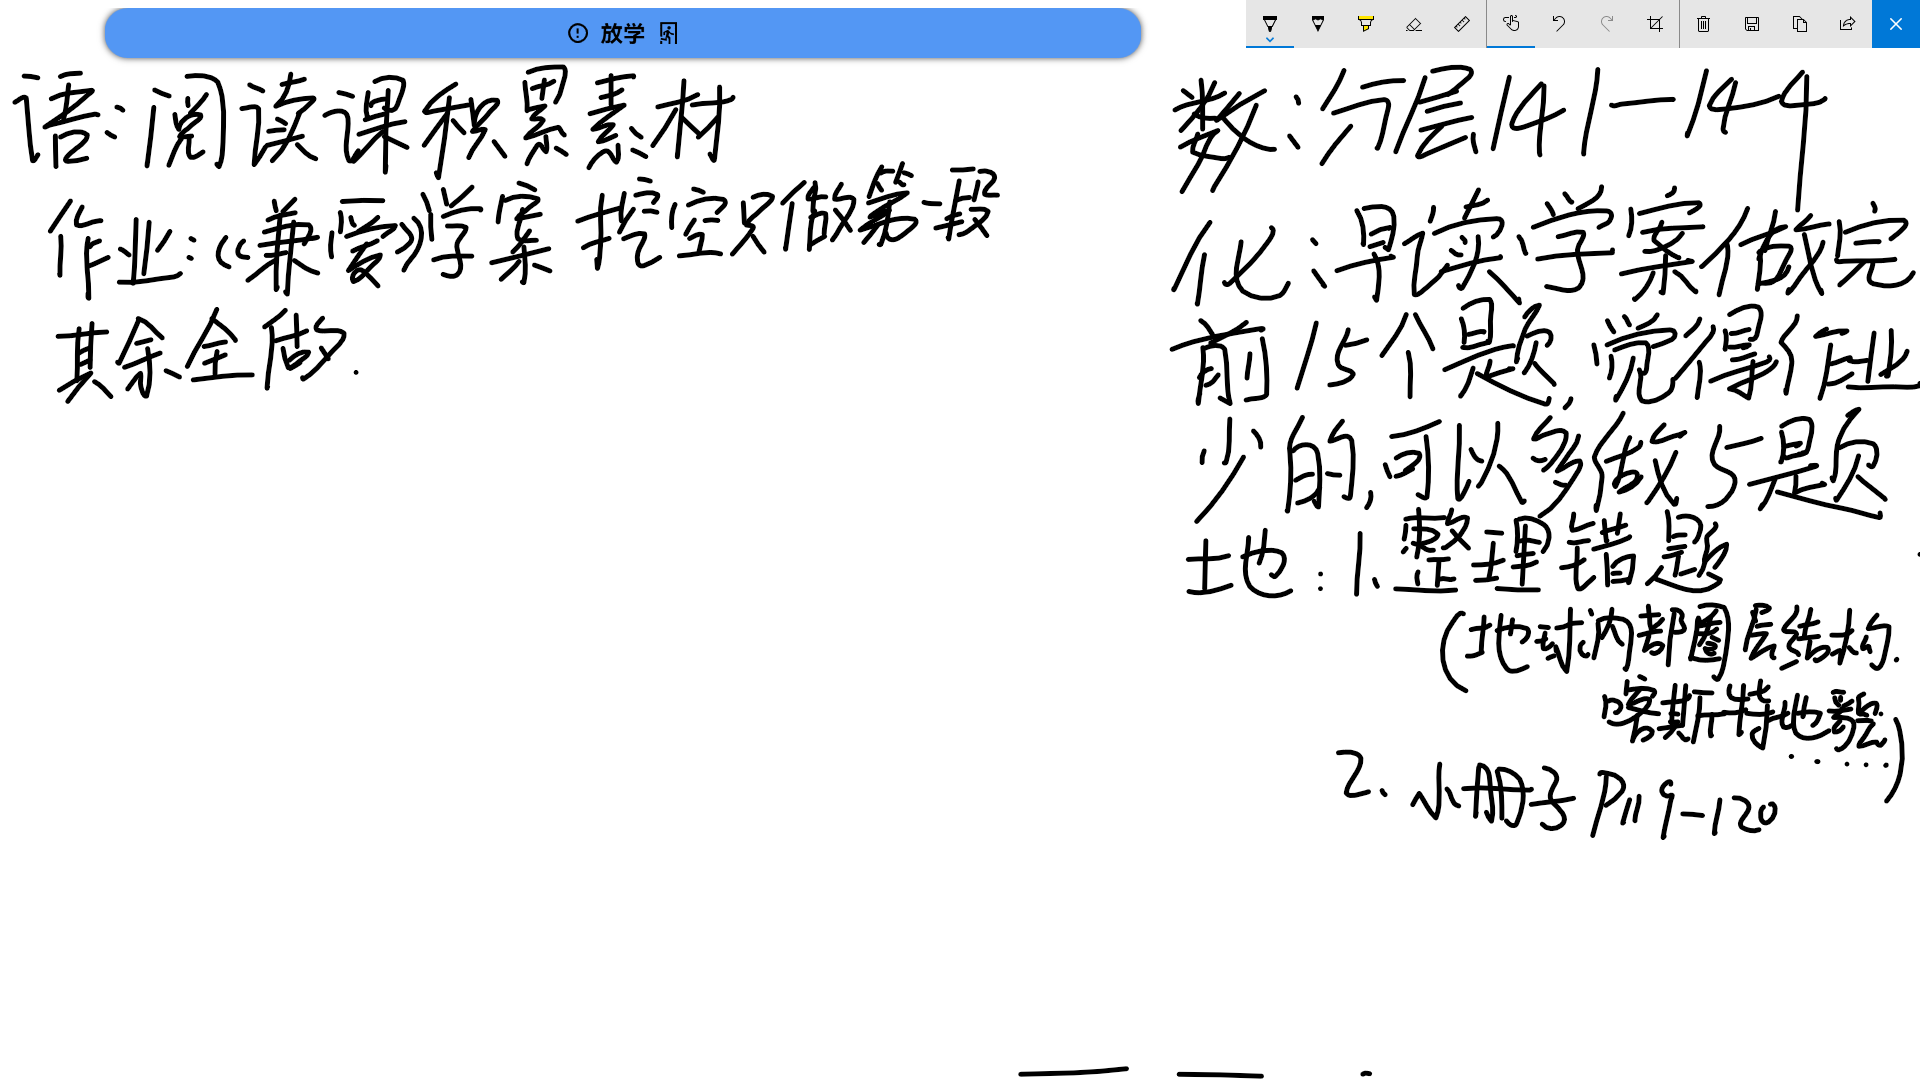 放学
语:阅读课积累素材
作业:《兼爱》学案 挖空只做第一段
其余全做.
数:分层141—144
化:早读学案做完
前15个题,觉得作业
少的,可以多做5题
地:1.整理错题
(地球内部圈层结构.
喀斯特地貌......)
2.小册子P119-120